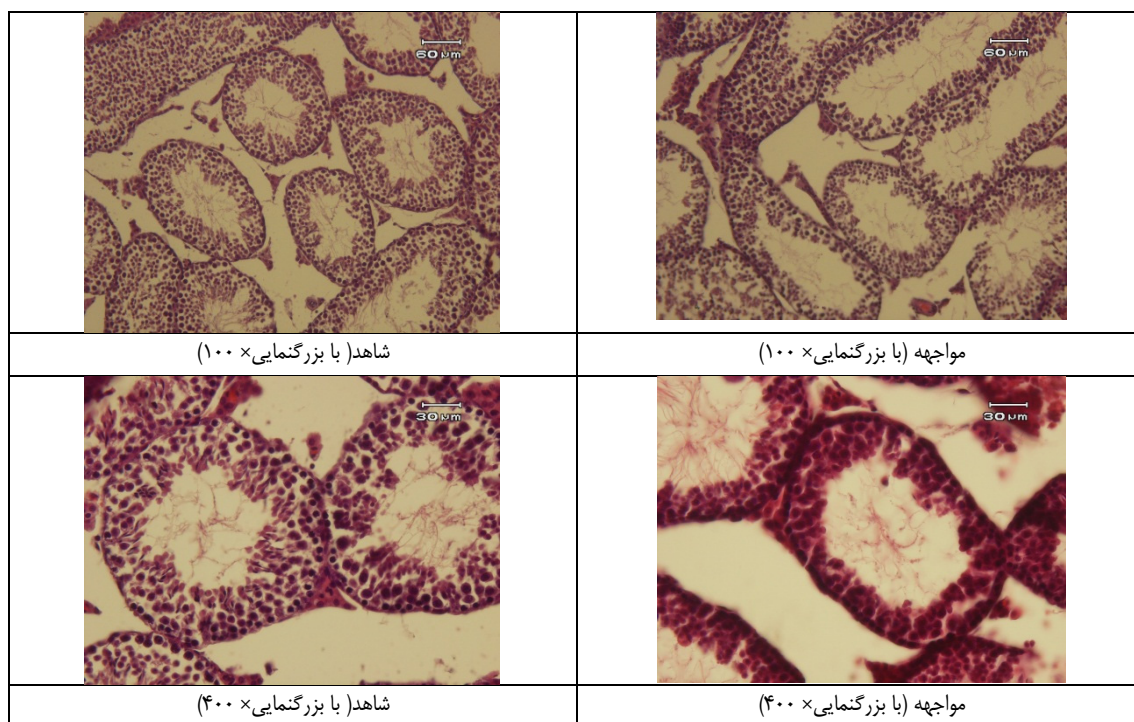 60 µm
60 µm
شاهد( با بزرگنمایی× ۱۰۰)
مواجهه (با بزرگنمایی× ۱۰۰)
30 µm
30 µm
شاهد( با بزرگنمایی× ۴۰۰)
مواجهه (با بزرگنمایی× ۴۰۰)